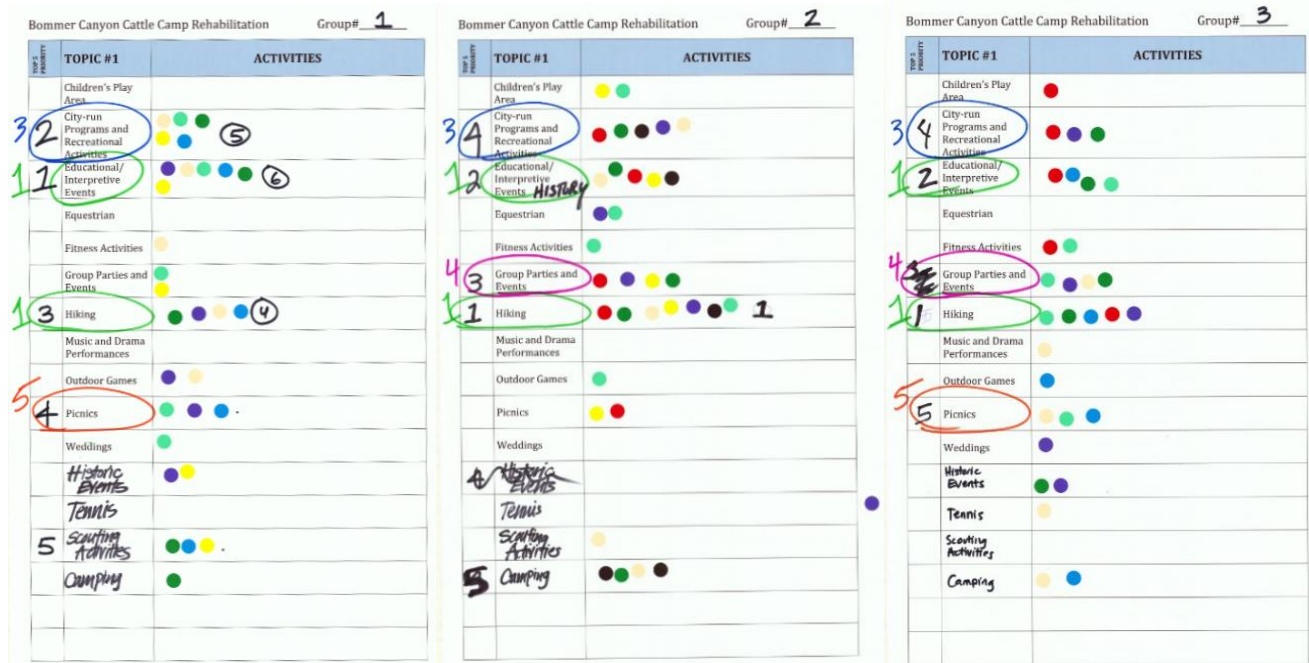 Bommer Canyon Cattle Camp Rehabilitation Group# 1
TOP 5 PRIORITY TOPIC #1 ACTIVITIES
Children's Play
Area
3 2 City-run
Programs and
Recreational
Activities 5
1 1 Educational/
Interpretive
Events 6
Equestrian
Fitness Activities
Group Parties and
Events
1 3 Hiking 4
Music and Drama
Performances
Outdoor Games
5 4 Picnics
Weddings
Historic
Events
Tennis
5 Scouting
Activities
Camping
Bommer Canyon Cattle Camp Rehabilitation Group# 2
TOP 5 PRIORITY TOPIC #1 ACTIVITIES
Children's Play
Area
3 4 City-run
Programs and
Recreational
Activities
1 2 Educational/
Interpretive
Events HISTORY
Equestrian
Fitness Activities
4 3 Group Parties and
Events
1 1 Hiking 1
Music and Drama
Performances
Outdoor Games
Picnics
Weddings
4 Historic
Events
Tennis
Scouting
Activities
5 Camping
Bommer Canyon Cattle Camp Rehabilitation Group# 3
TOP 5 PRIORITY TOPIC #1 ACTIVITIES
Children's Play
Area
3 4 City-run
Programs and
Recreational
Activities
1 2 Educational/
Interpretive
Events
Equestrian
Fitness Activities
4 Group Parties and
Events
1 1 Hiking
Music and Drama
Performances
Outdoor Games
5 5 Picnics
Weddings
Historic
Events
Tennis
Scouting
Activities
Camping